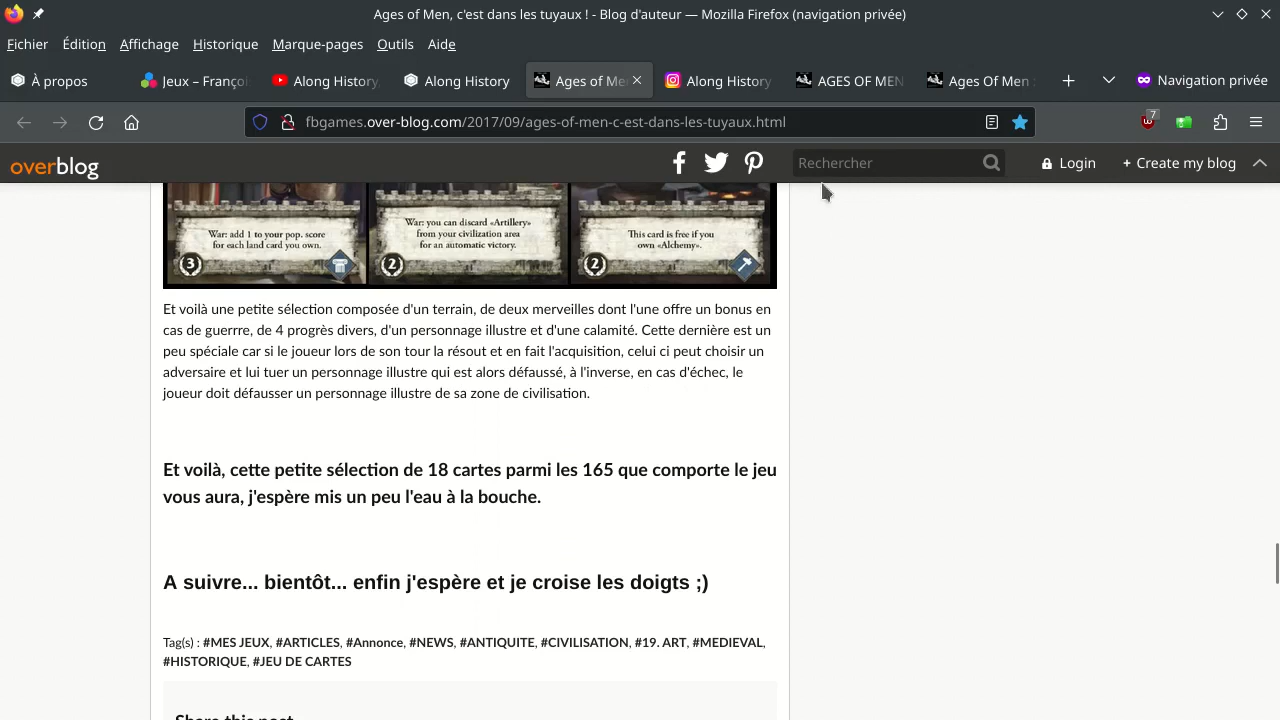 Ages of Men, c'est dans les tuyaux ! - Blog d'auteur — Mozilla Firefox (navigation privée)
Fichier Édition Affichage Historique Marque-pages Outils Aide
À propos Jeux – Françoi Along History, Along History Ages of Me Along History AGES OF MEN Ages Of Men : Navigation privée
fbgames.over-blog.com/2017/09/ages-of-men-c-est-dans-les-tuyaux.html 7
overblog Rechercher Login + Create my blog
War: add 1 to your pop. score
for each land card you own.
3
War: you can discard «Artillery»
from your civilization area
for an automatic victory.
2
This card is free if you
own «Alchemy».
2
Et voilà une petite sélection composée d'un terrain, de deux merveilles dont l'une offre un bonus en
cas de guerrre, de 4 progrès divers, d'un personnage illustre et d'une calamité. Cette dernière est un
peu spéciale car si le joueur lors de son tour la résout et en fait l'acquisition, celui ci peut choisir un
adversaire et lui tuer un personnage illustre qui est alors défaussé, à l'inverse, en cas d'échec, le
joueur doit défausser un personnage illustre de sa zone de civilisation.
Et voilà, cette petite sélection de 18 cartes parmi les 165 que comporte le jeu
vous aura, j'espère mis un peu l'eau à la bouche.
A suivre... bientôt... enfin j'espère et je croise les doigts ;)
Tag(s) : #MES JEUX, #ARTICLES, #Annonce, #NEWS, #ANTIQUITE, #CIVILISATION, #19. ART, #MEDIEVAL,
#HISTORIQUE, #JEU DE CARTES
Share this post